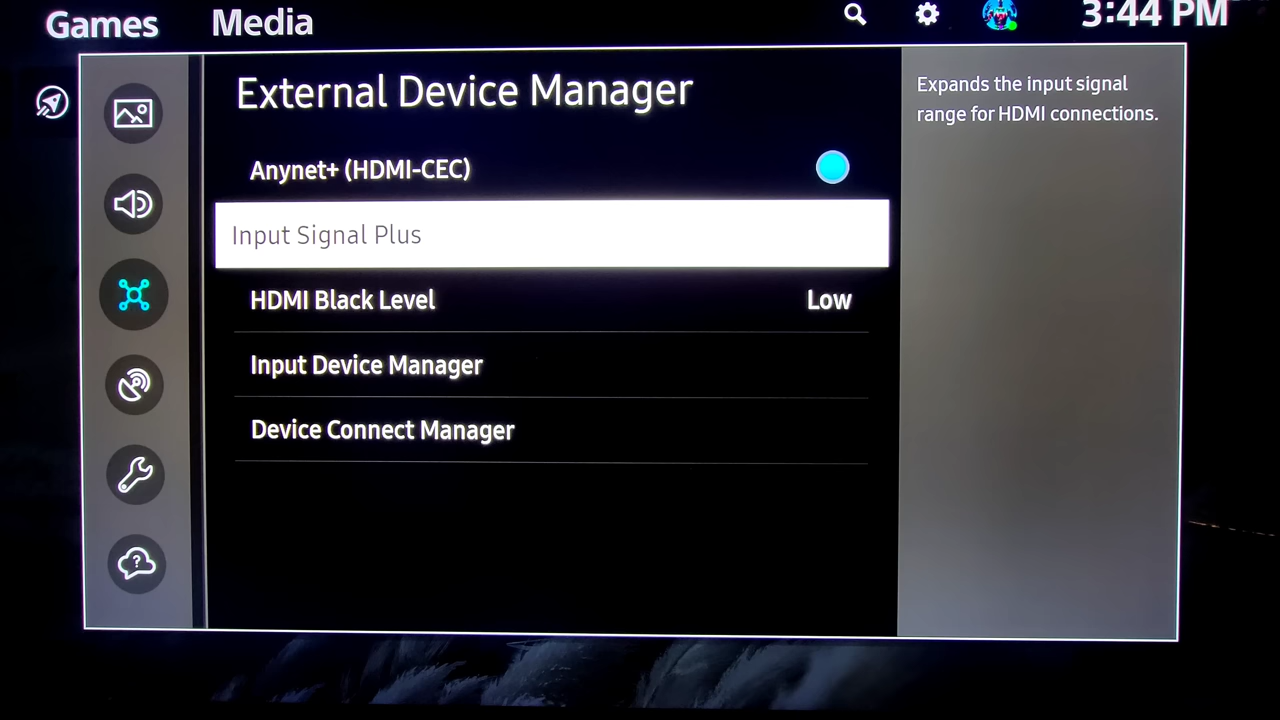 Games
Media
3:44 PM
External Device Manager
Expands the input signal
range for HDMI connections.
Anynet+ (HDMI-CEC)
Input Signal Plus
HDMI Black Level
Low
Input Device Manager
Device Connect Manager
?